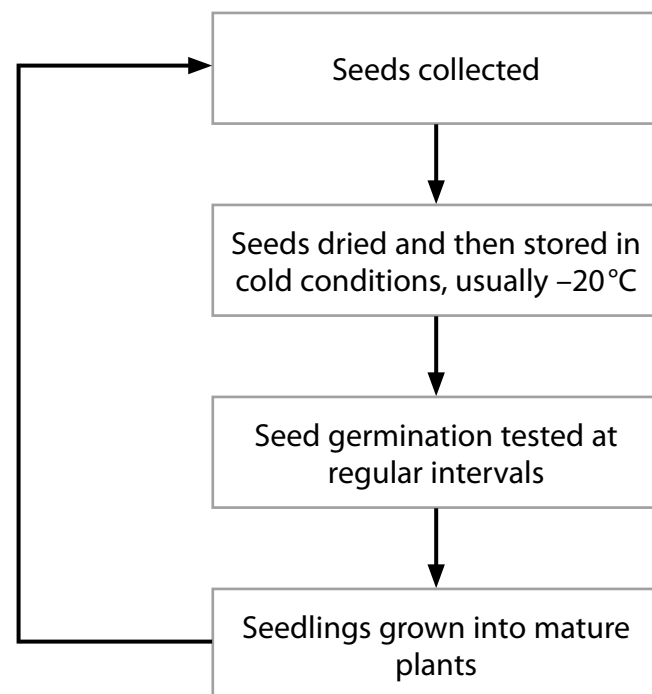 Seeds collected
Seeds dried and then stored in
cold conditions, usually –20 °C
Seed germination tested at
regular intervals
Seedlings grown into mature
plants